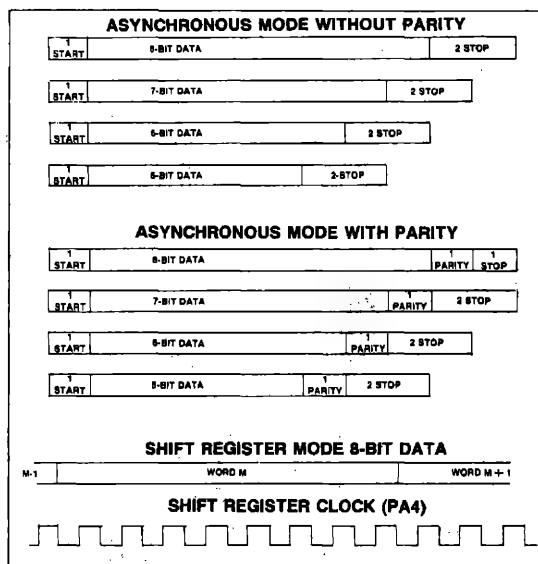 ASYNCHRONOUS MODE WITHOUT PARITY
1 START 8-BIT DATA 2 STOP
1 START 7-BIT DATA 2 STOP
1 START 6-BIT DATA 2 STOP
1 START 5-BIT DATA 2-STOP
ASYNCHRONOUS MODE WITH PARITY
1 START 8-BIT DATA 1 PARITY 1 STOP
1 START 7-BIT DATA 1 PARITY 2 STOP
1 START 6-BIT DATA 1 PARITY 2 STOP
1 START 5-BIT DATA 1 PARITY 2 STOP
SHIFT REGISTER MODE 8-BIT DATA
M-1 WORD M WORD M + 1
SHIFT REGISTER CLOCK (PA4)